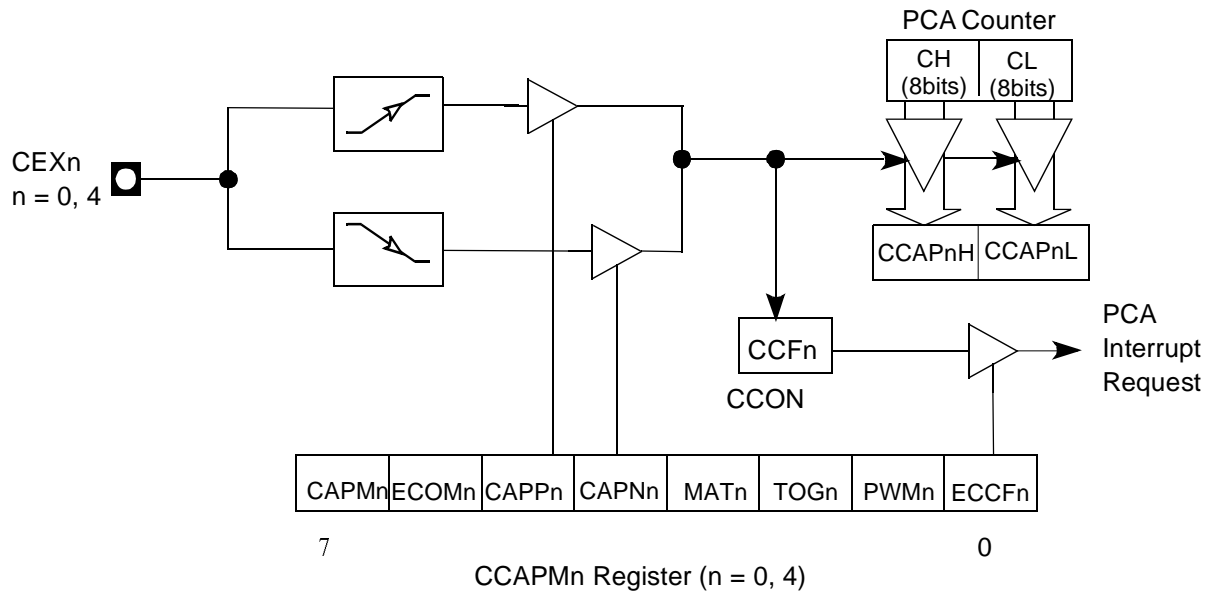 PCA Counter
CH
(8bits)
CL
(8bits)
CEXn
n = 0, 4
CCAPnH
CCAPnL
CCFn
CCON
PCA
Interrupt
Request
CAPMn ECOMn CAPPn CAPNn MATn TOGn PWMn ECCFn
7 0
CCAPMn Register (n = 0, 4)